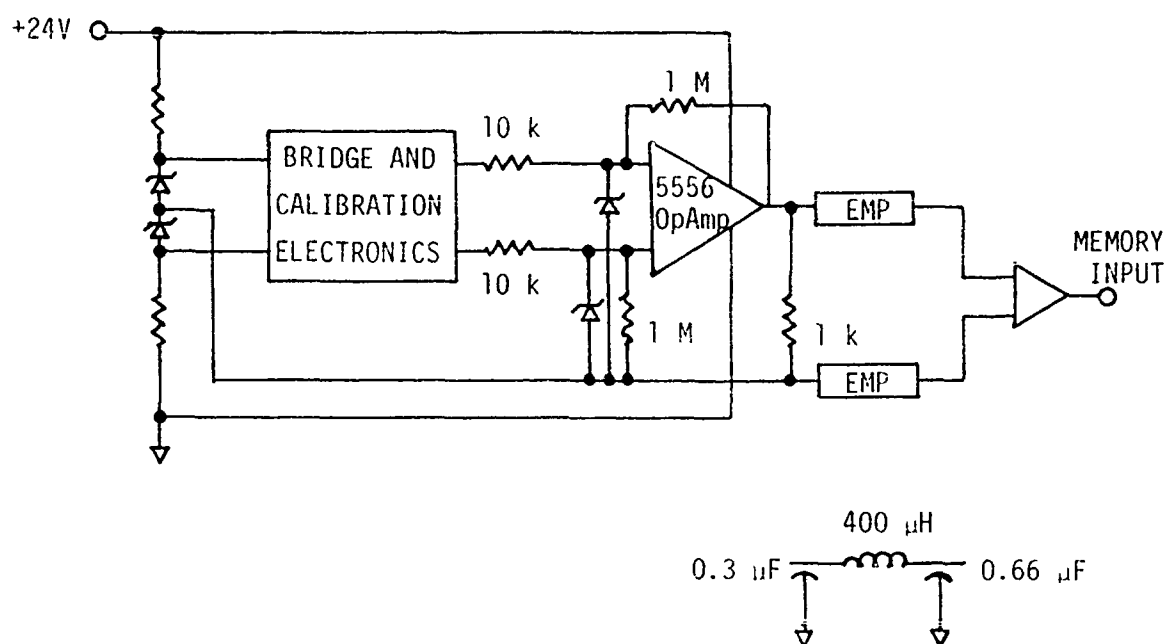 +24V
1 M
10 k
BRIDGE AND
CALIBRATION
ELECTRONICS
10 k
5556
OpAmp
1 M
1 k
EMP
EMP
MEMORY
INPUT
400 µH
0.3 µF
0.66 µF